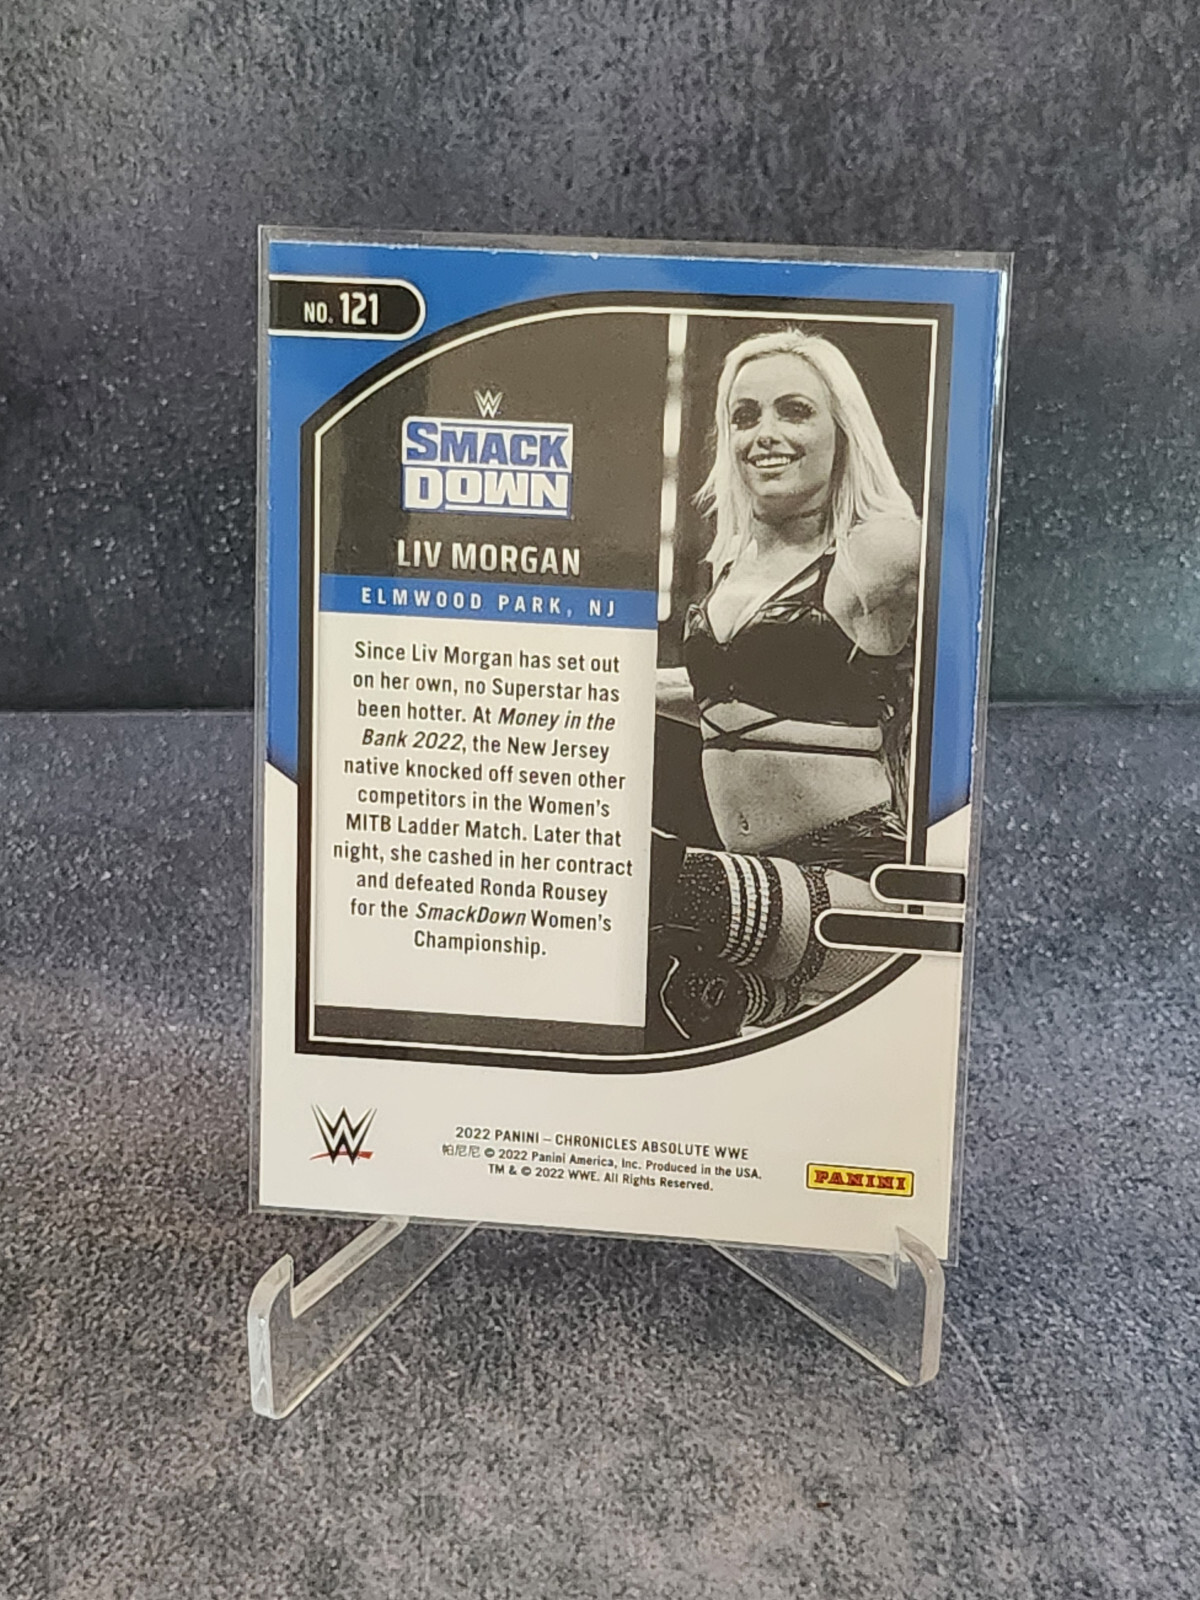 NO. 121
W
SMACK
DOWN
LIV MORGAN
ELMWOOD PARK, NJ
Since Liv Morgan has set out
on her own, no Superstar has
been hotter. At Money in the
Bank 2022, the New Jersey
native knocked off seven other
competitors in the Women's
MITB Ladder Match. Later that
night, she cashed in her contract
and defeated Ronda Rousey
for the SmackDown Women's
Championship.
W
2022 PANINI – CHRONICLES ABSOLUTE WWE
帕尼尼 © 2022 Panini America, Inc. Produced in the USA.
TM & © 2022 WWE. All Rights Reserved.
PANINI